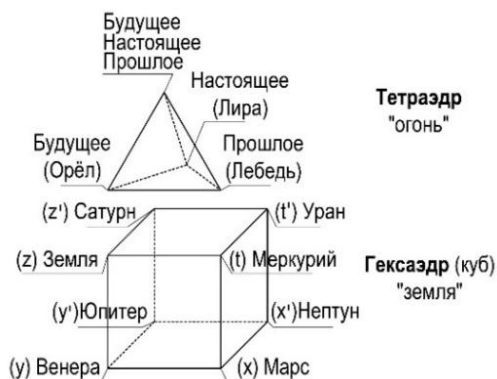 Будущее
Настоящее
Прошлое
Настоящее
(Лира)
Будущее
(Орёл)
Прошлое
(Лебедь)
Тетраэдр
"огонь"
(z') Сатурн
(t') Уран
(z) Земля
(t) Меркурий
Гексаэдр (куб)
"земля"
(y')Юпитер
(x')Нептун
(y) Венера
(x) Марс